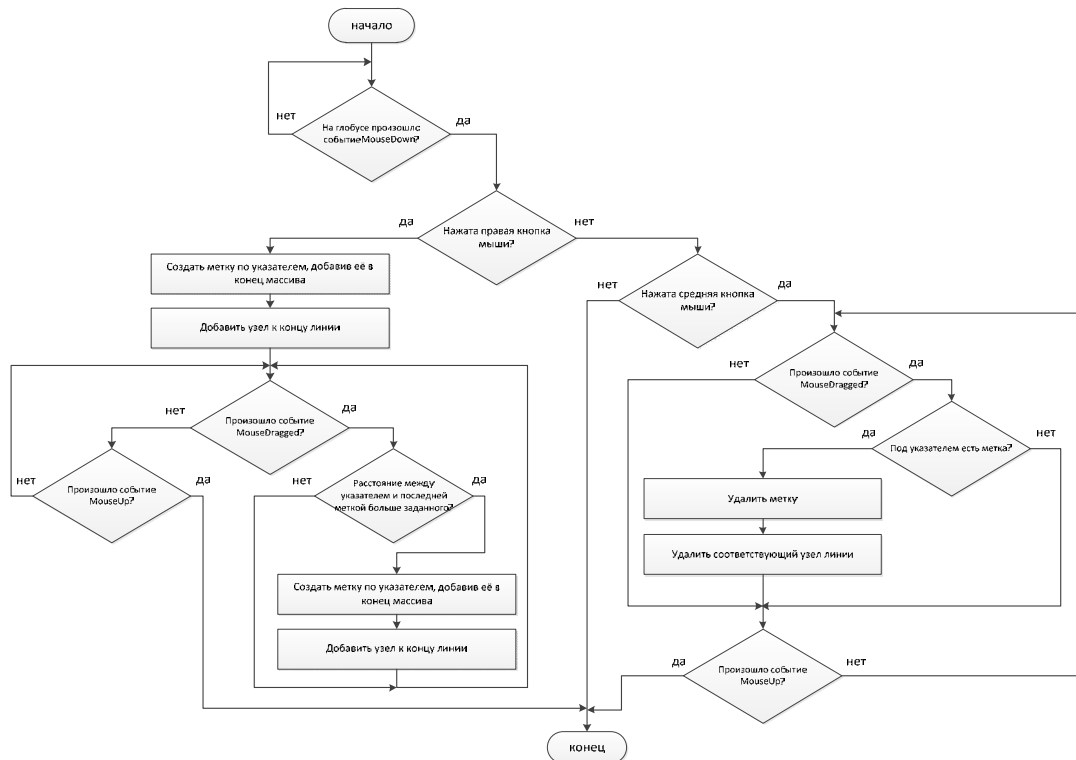 начало
На глобусе произошло
событие MouseDown?
нет
да
Нажата правая кнопка
мыши?
да
нет
Создать метку по указателем, добавив её в
конец массива
Добавить узел к концу линии
Нажата средняя кнопка
мыши?
нет
да
Произошло событие
MouseDragged?
нет
да
Произошло событие
MouseDragged?
нет
да
Под указателем есть метка?
да
нет
Произошло событие
MouseUp?
нет
да
Расстояние между
указателем и последней
меткой больше заданного?
нет
да
Удалить метку
Удалить соответствующий узел линии
Создать метку по указателем, добавив её в
конец массива
Добавить узел к концу линии
Произошло событие
MouseUp?
да
нет
конец